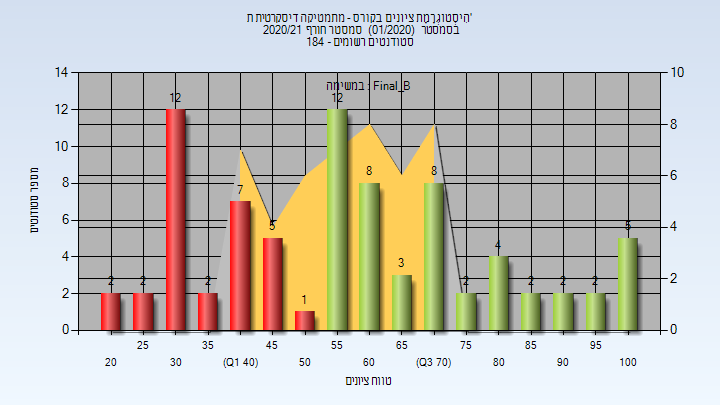 הִיסְטוגְרַמַת ציונים בקורס - מתמטיקה דיסקרטית ת'
בסמסטר (01/2020) סמסטר חורף 2020/21
סטודנטים רשומים - 184
במשימה : Final_B
14 12 10 8 6 4 2 0
מספר סטודנטים
10 8 6 4 2 0
2 2 12 2 7 5 1 12 8 3 8 2 4 2 2 2 5
25 35 45 55 65 75 85 95
20 30 (Q1 40) 50 60 (Q3 70) 80 90 100
טווח ציונים